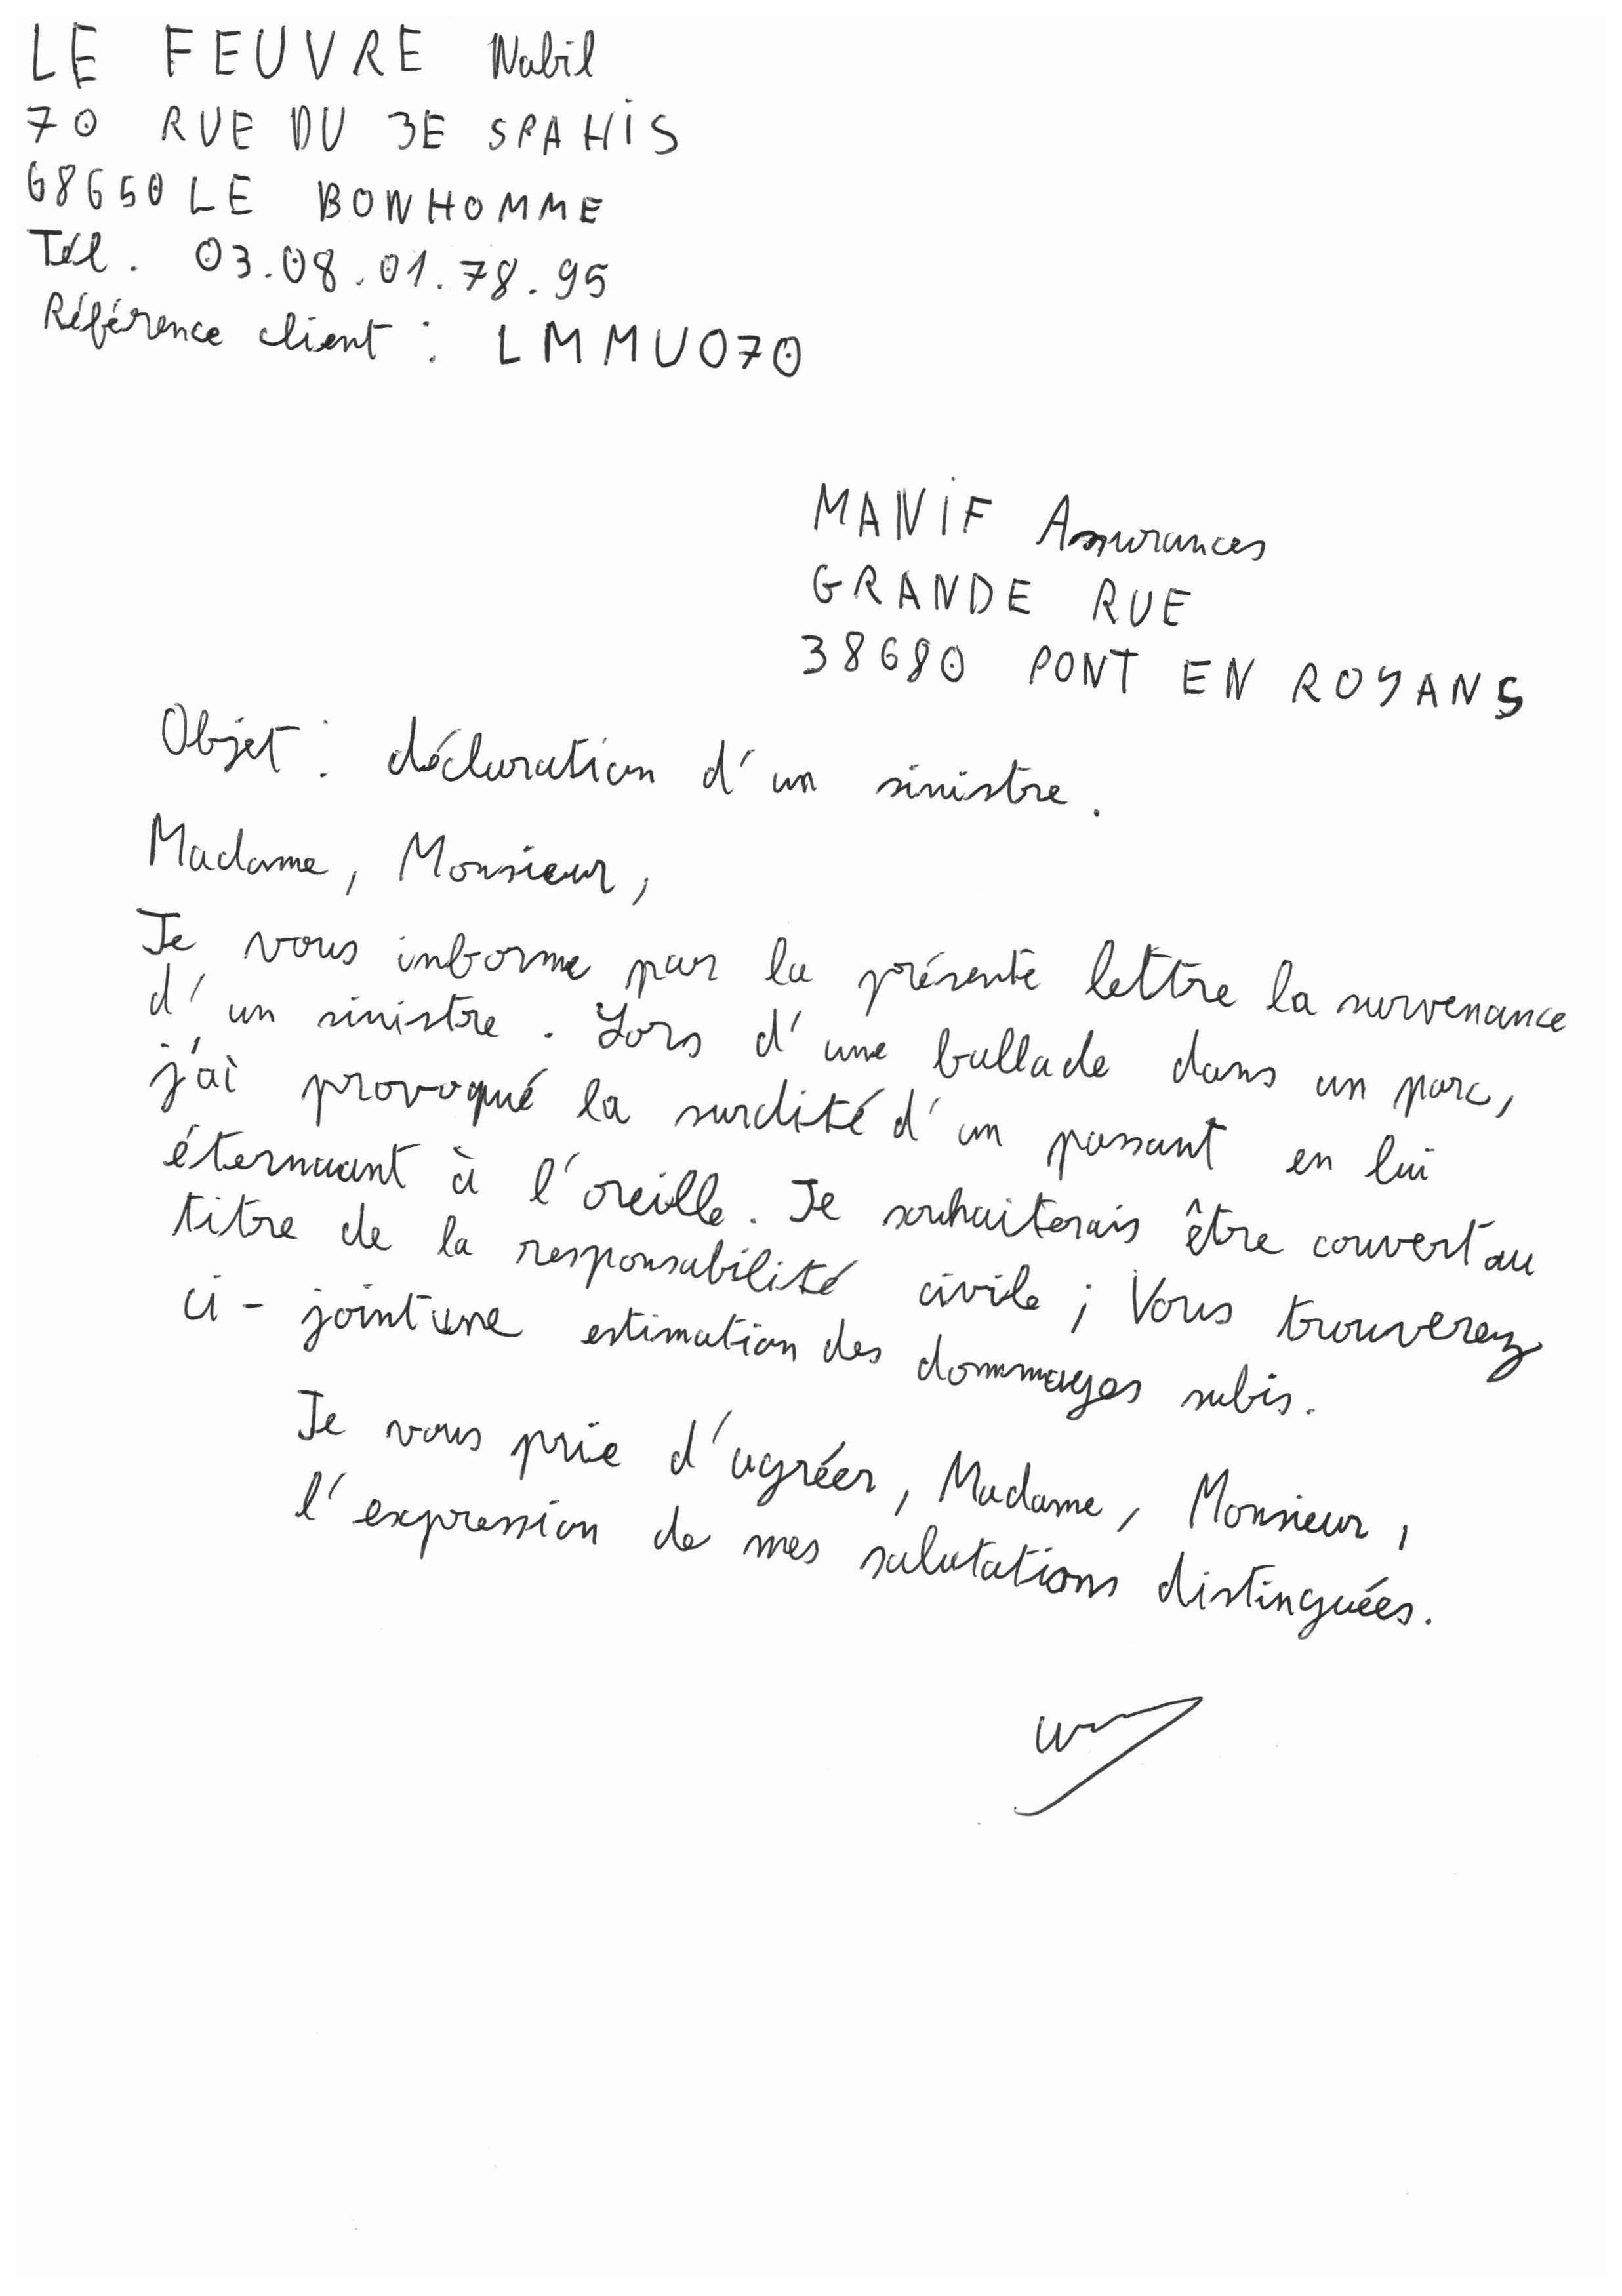 LE FEUVRE Nabil
70 RUE DU 3E SPAHIS
68650 LE BONHOMME
Tél. 03.08.01.78.95
Référence client : LMMUO70
MANIF Assurances
GRANDE RUE
38680 PONT EN ROYANS
Objet : déclaration d'un sinistre.
Madame, Monsieur,
Je vous informe par la présente lettre la survenance
d'un sinistre. Lors d'une ballade dans un parc,
j'ai provoqué la surdité d'un passant en lui
éternuant à l'oreille. Je souhaiterais être couvert au
titre de la responsabilité civile ; Vous trouverez
ci-joint une estimation des dommages subis.
Je vous prie d'agréer, Madame, Monsieur,
l'expression de mes salutations distinguées.